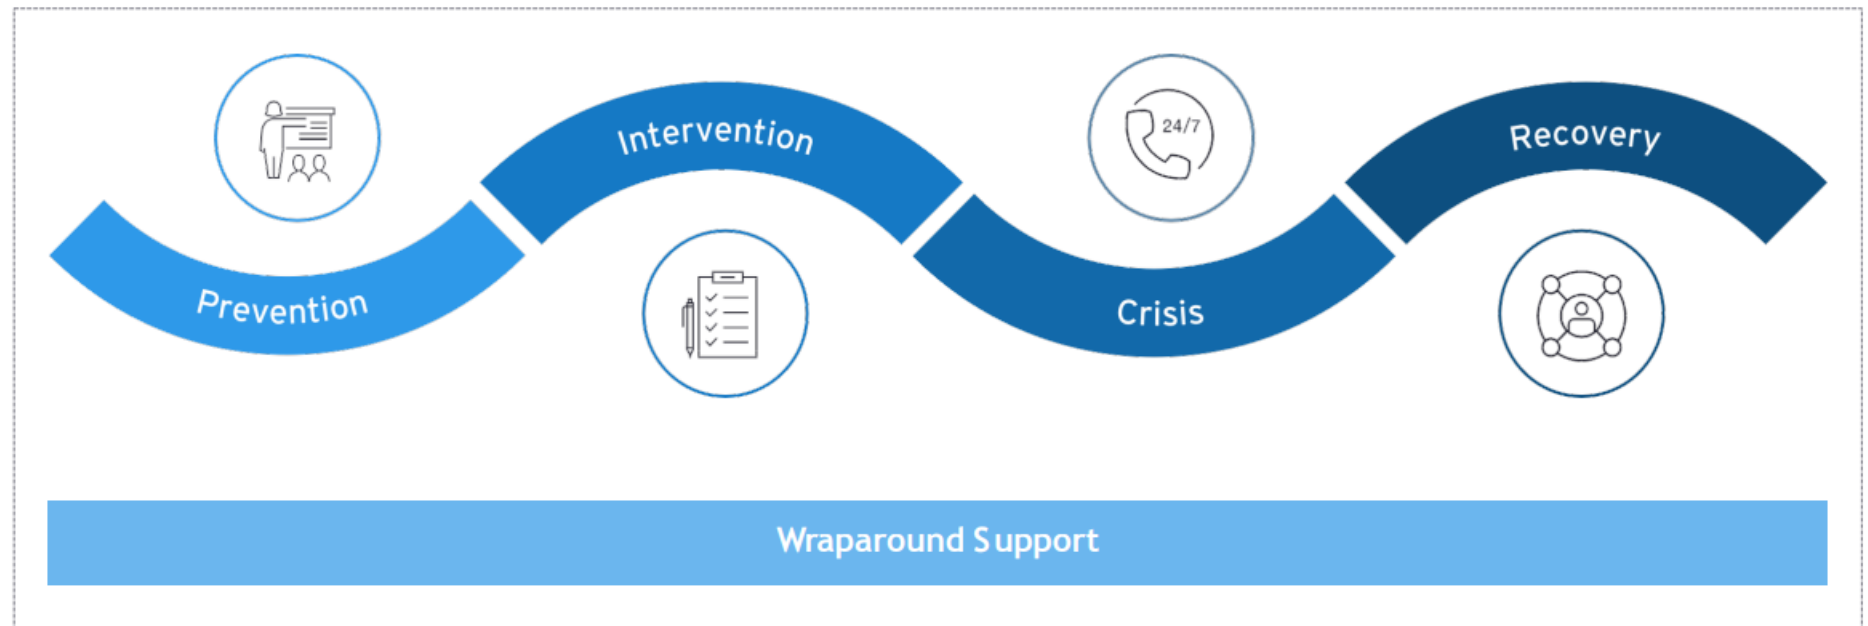 Prevention
Intervention
24/7
Crisis
Recovery
Wraparound Support